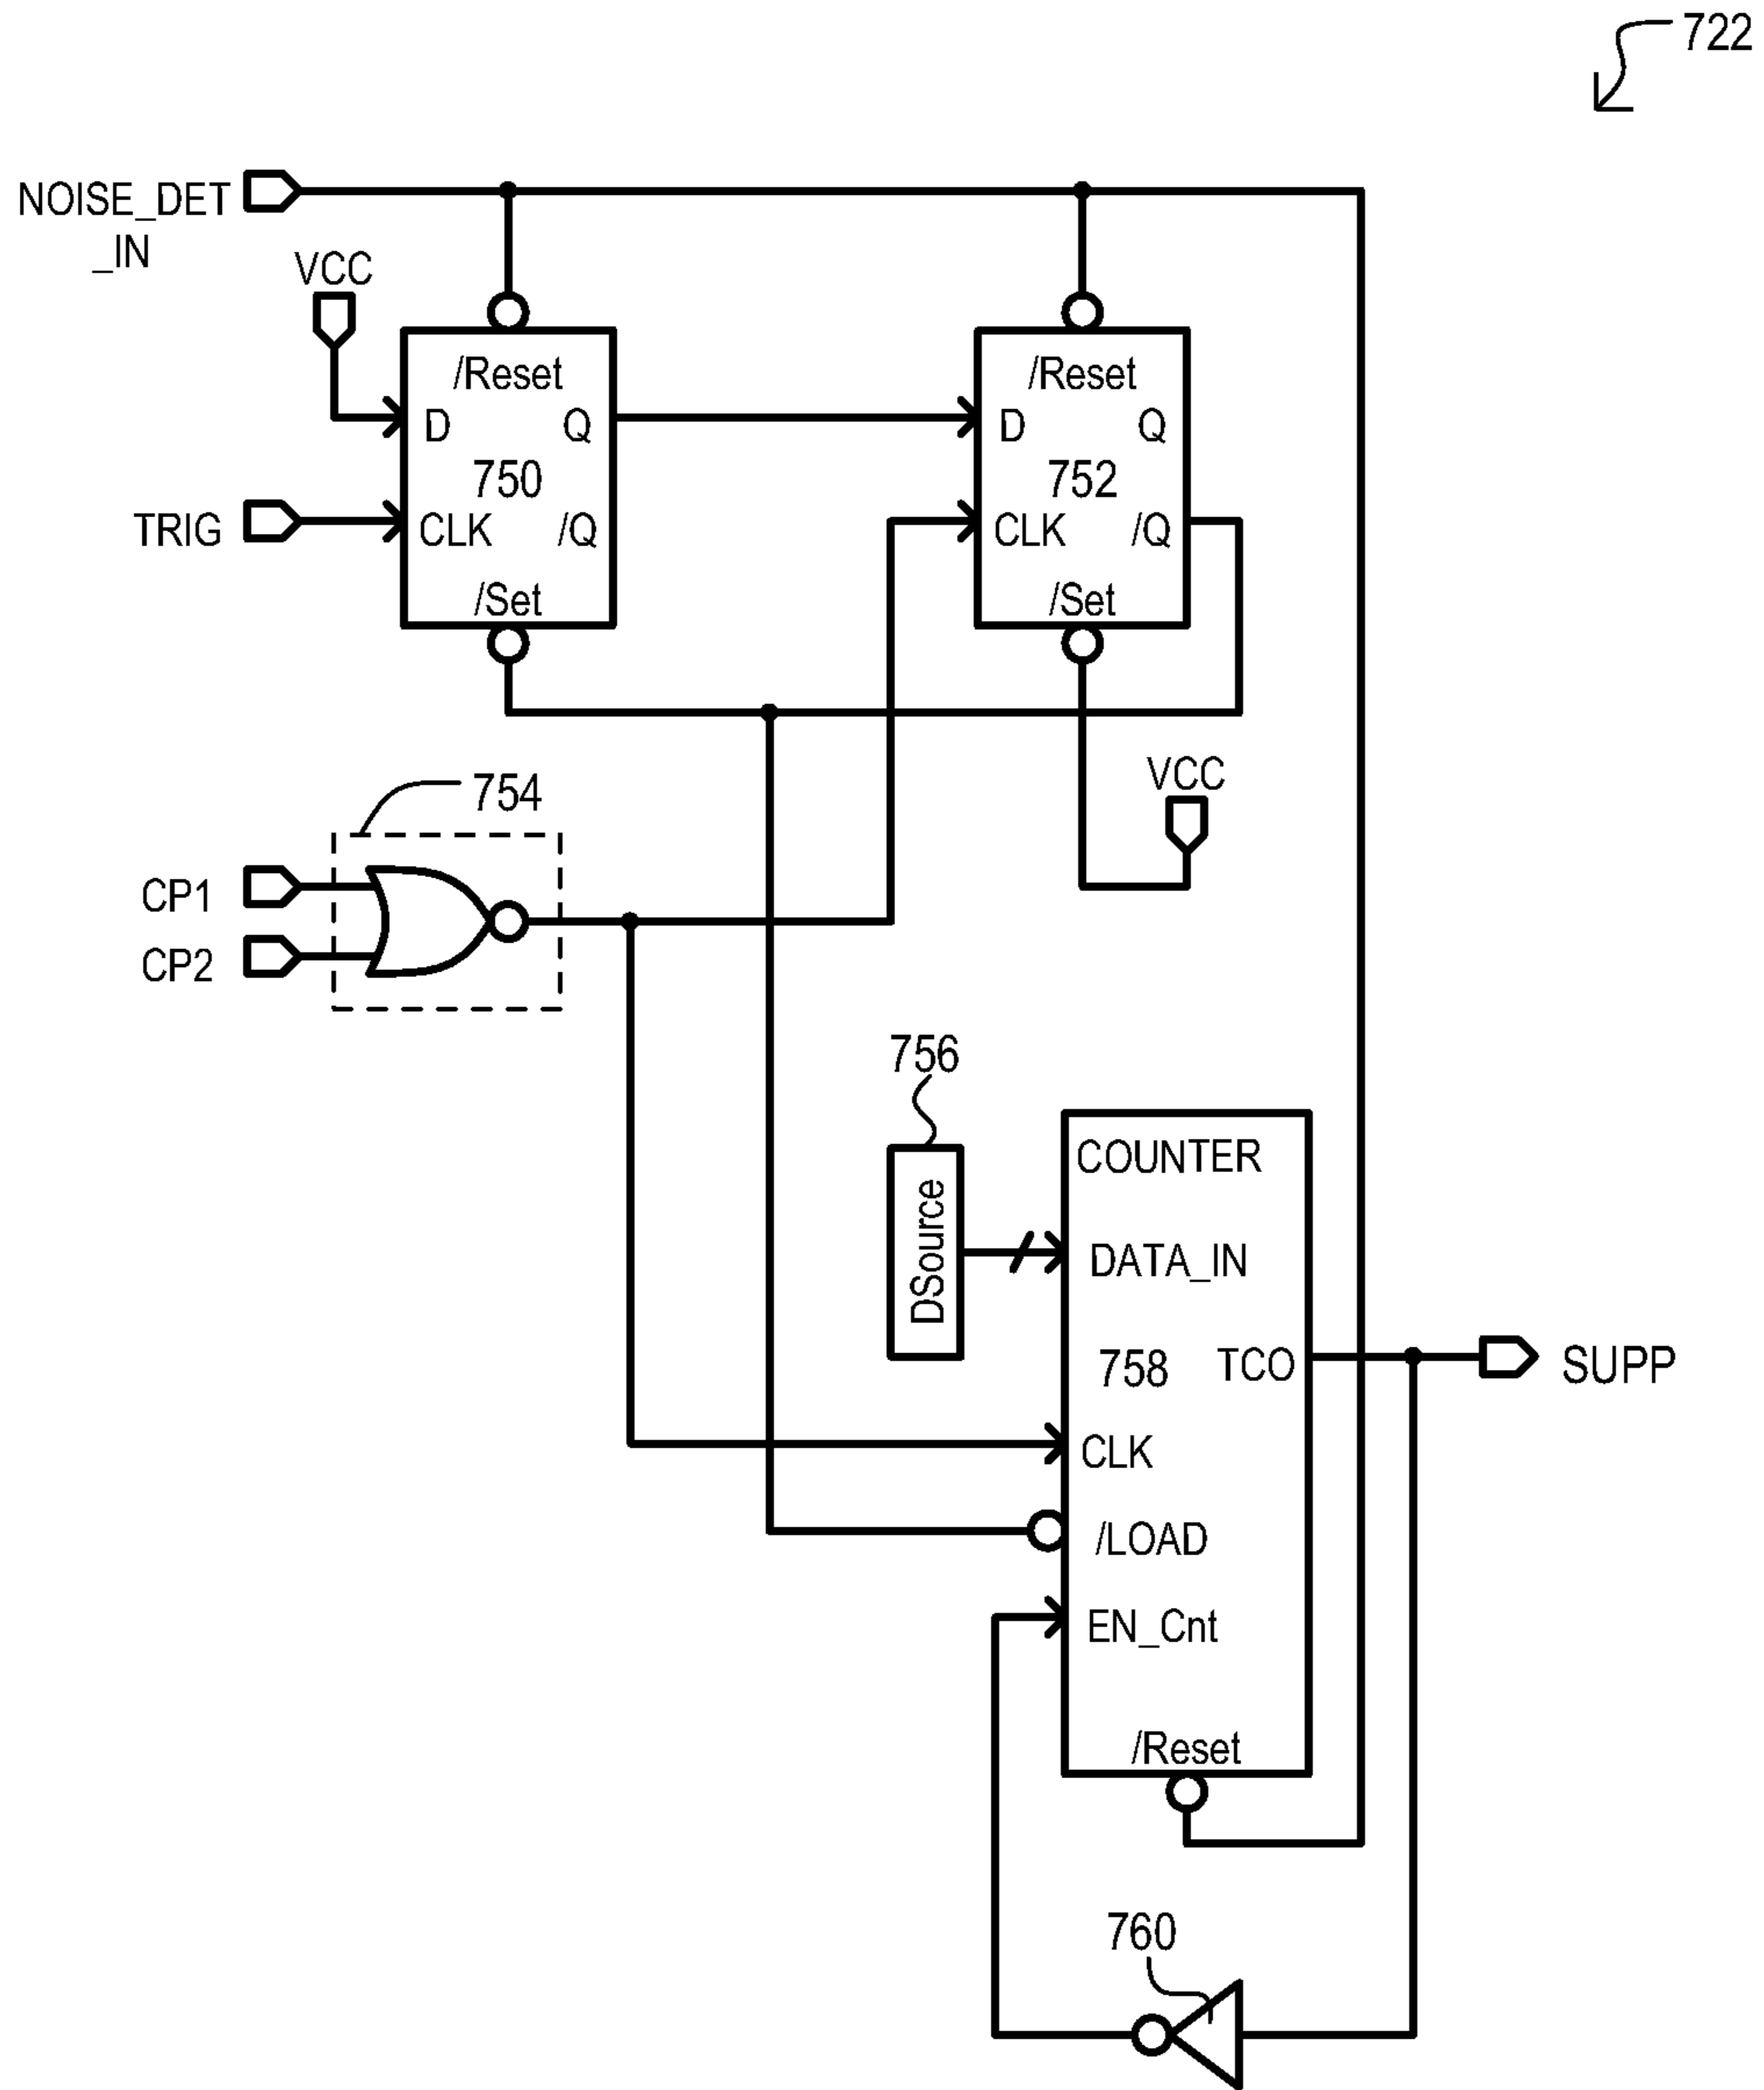 722
NOISE_DET
_IN
VCC
/Reset
D
Q
750
TRIG
CLK
/Q
/Set
/Reset
D
Q
752
CLK
/Q
/Set
VCC
754
CP1
CP2
756
DSource
COUNTER
DATA_IN
758
TCO
SUPP
CLK
/LOAD
EN_Cnt
/Reset
760